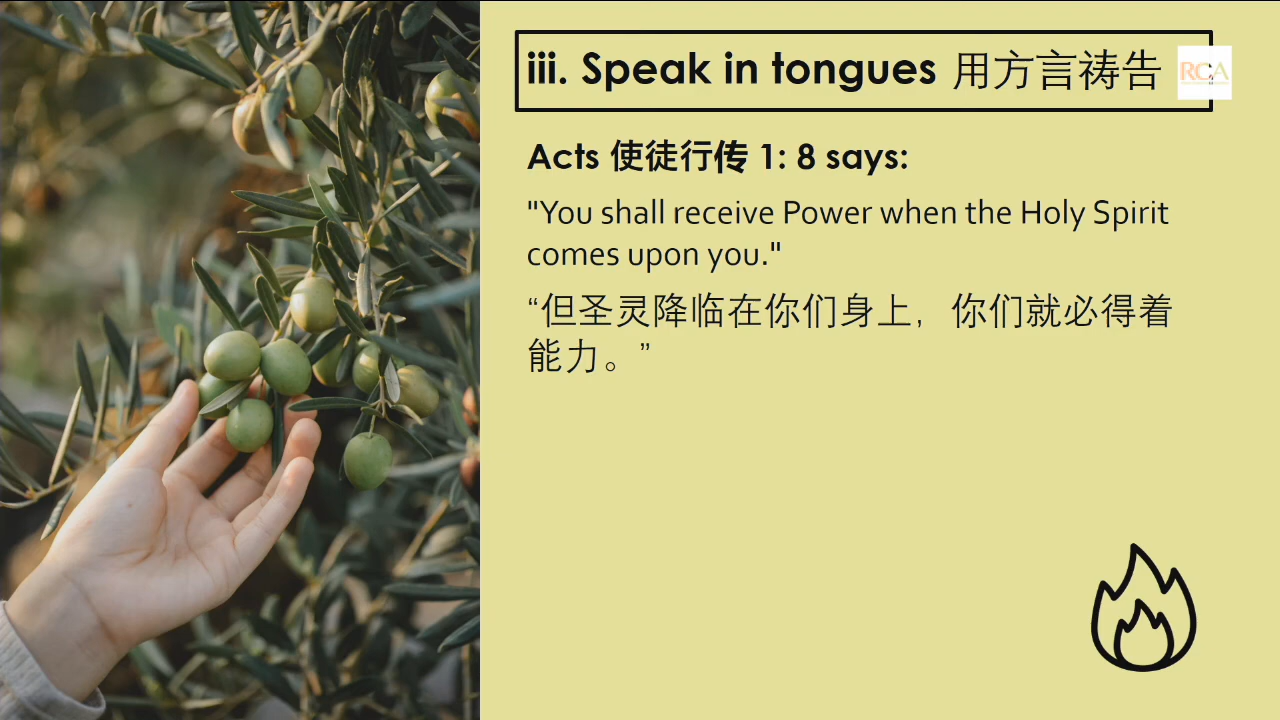 iii. Speak in tongues 用方言祷告
RCA
Acts 使徒行传 1: 8 says:
"You shall receive Power when the Holy Spirit
comes upon you."
“但圣灵降临在你们身上，你们就必得着
能力。”